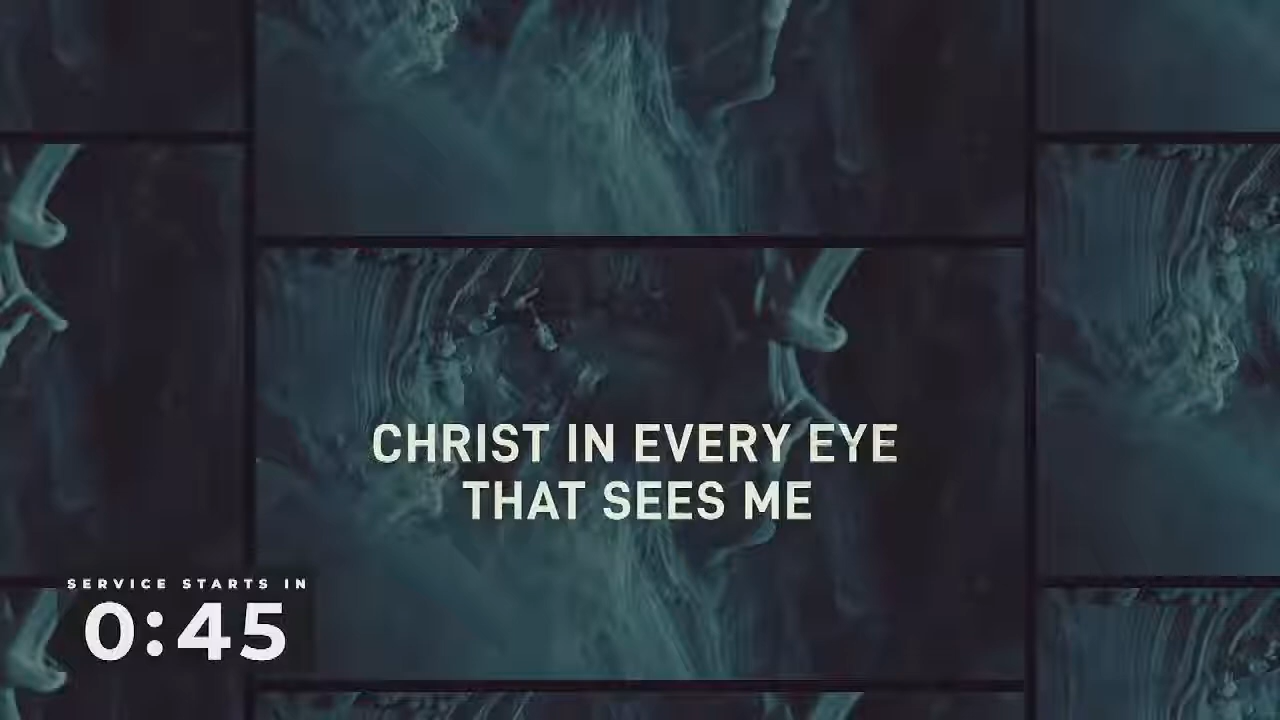 CHRIST IN EVERY EYE
THAT SEES ME
SERVICE STARTS IN
0:45